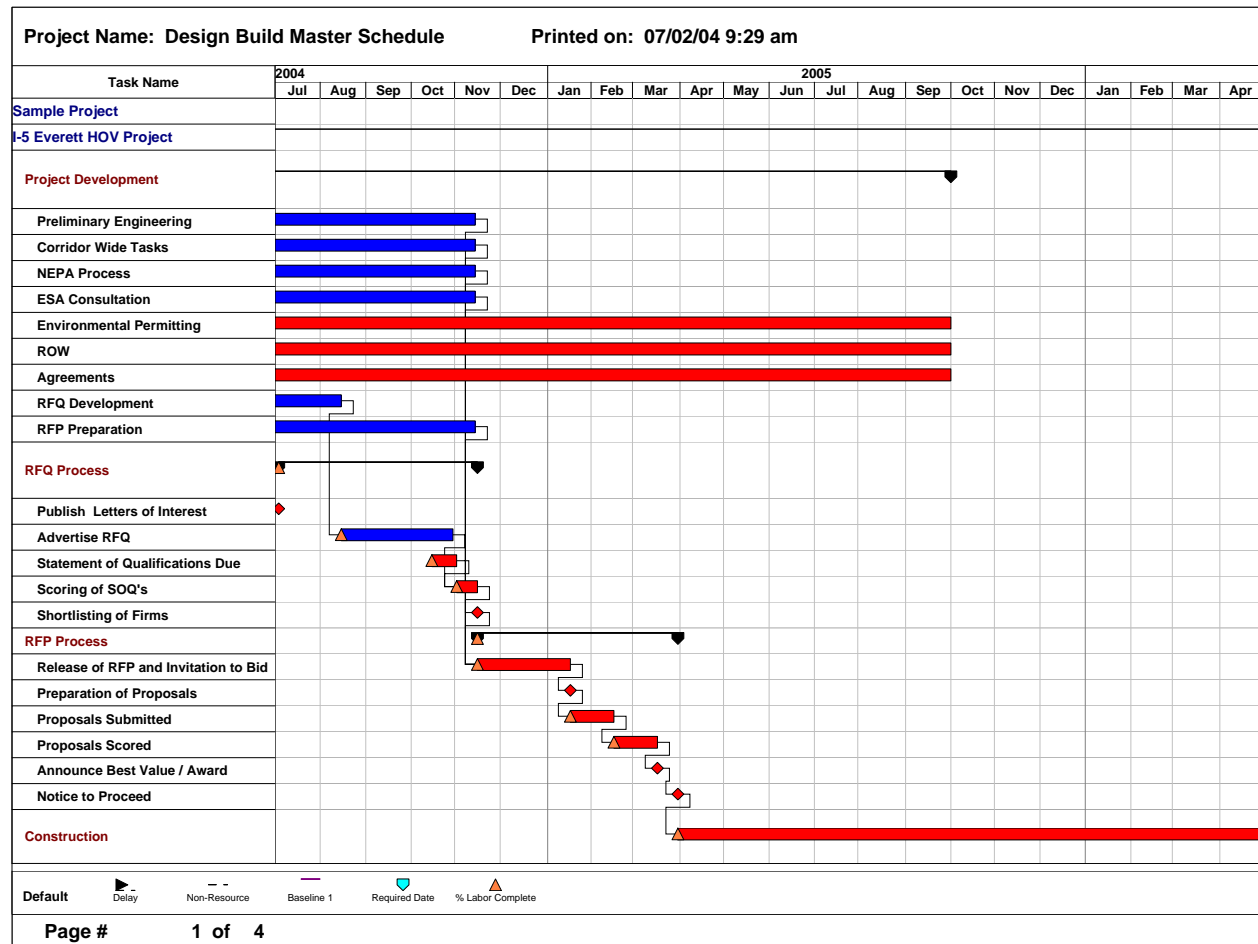 Project Name: Design Build Master Schedule Printed on: 07/02/04 9:29 am
Task Name 2004 2005
Jul Aug Sep Oct Nov Dec Jan Feb Mar Apr May Jun Jul Aug Sep Oct Nov Dec Jan Feb Mar Apr
Sample Project
I-5 Everett HOV Project
Project Development
Preliminary Engineering
Corridor Wide Tasks
NEPA Process
ESA Consultation
Environmental Permitting
ROW
Agreements
RFQ Development
RFP Preparation
RFQ Process
Publish Letters of Interest
Advertise RFQ
Statement of Qualifications Due
Scoring of SOQ's
Shortlisting of Firms
RFP Process
Release of RFP and Invitation to Bid
Preparation of Proposals
Proposals Submitted
Proposals Scored
Announce Best Value / Award
Notice to Proceed
Construction
Default Delay Non-Resource Baseline 1 Required Date % Labor Complete
Page # 1 of 4